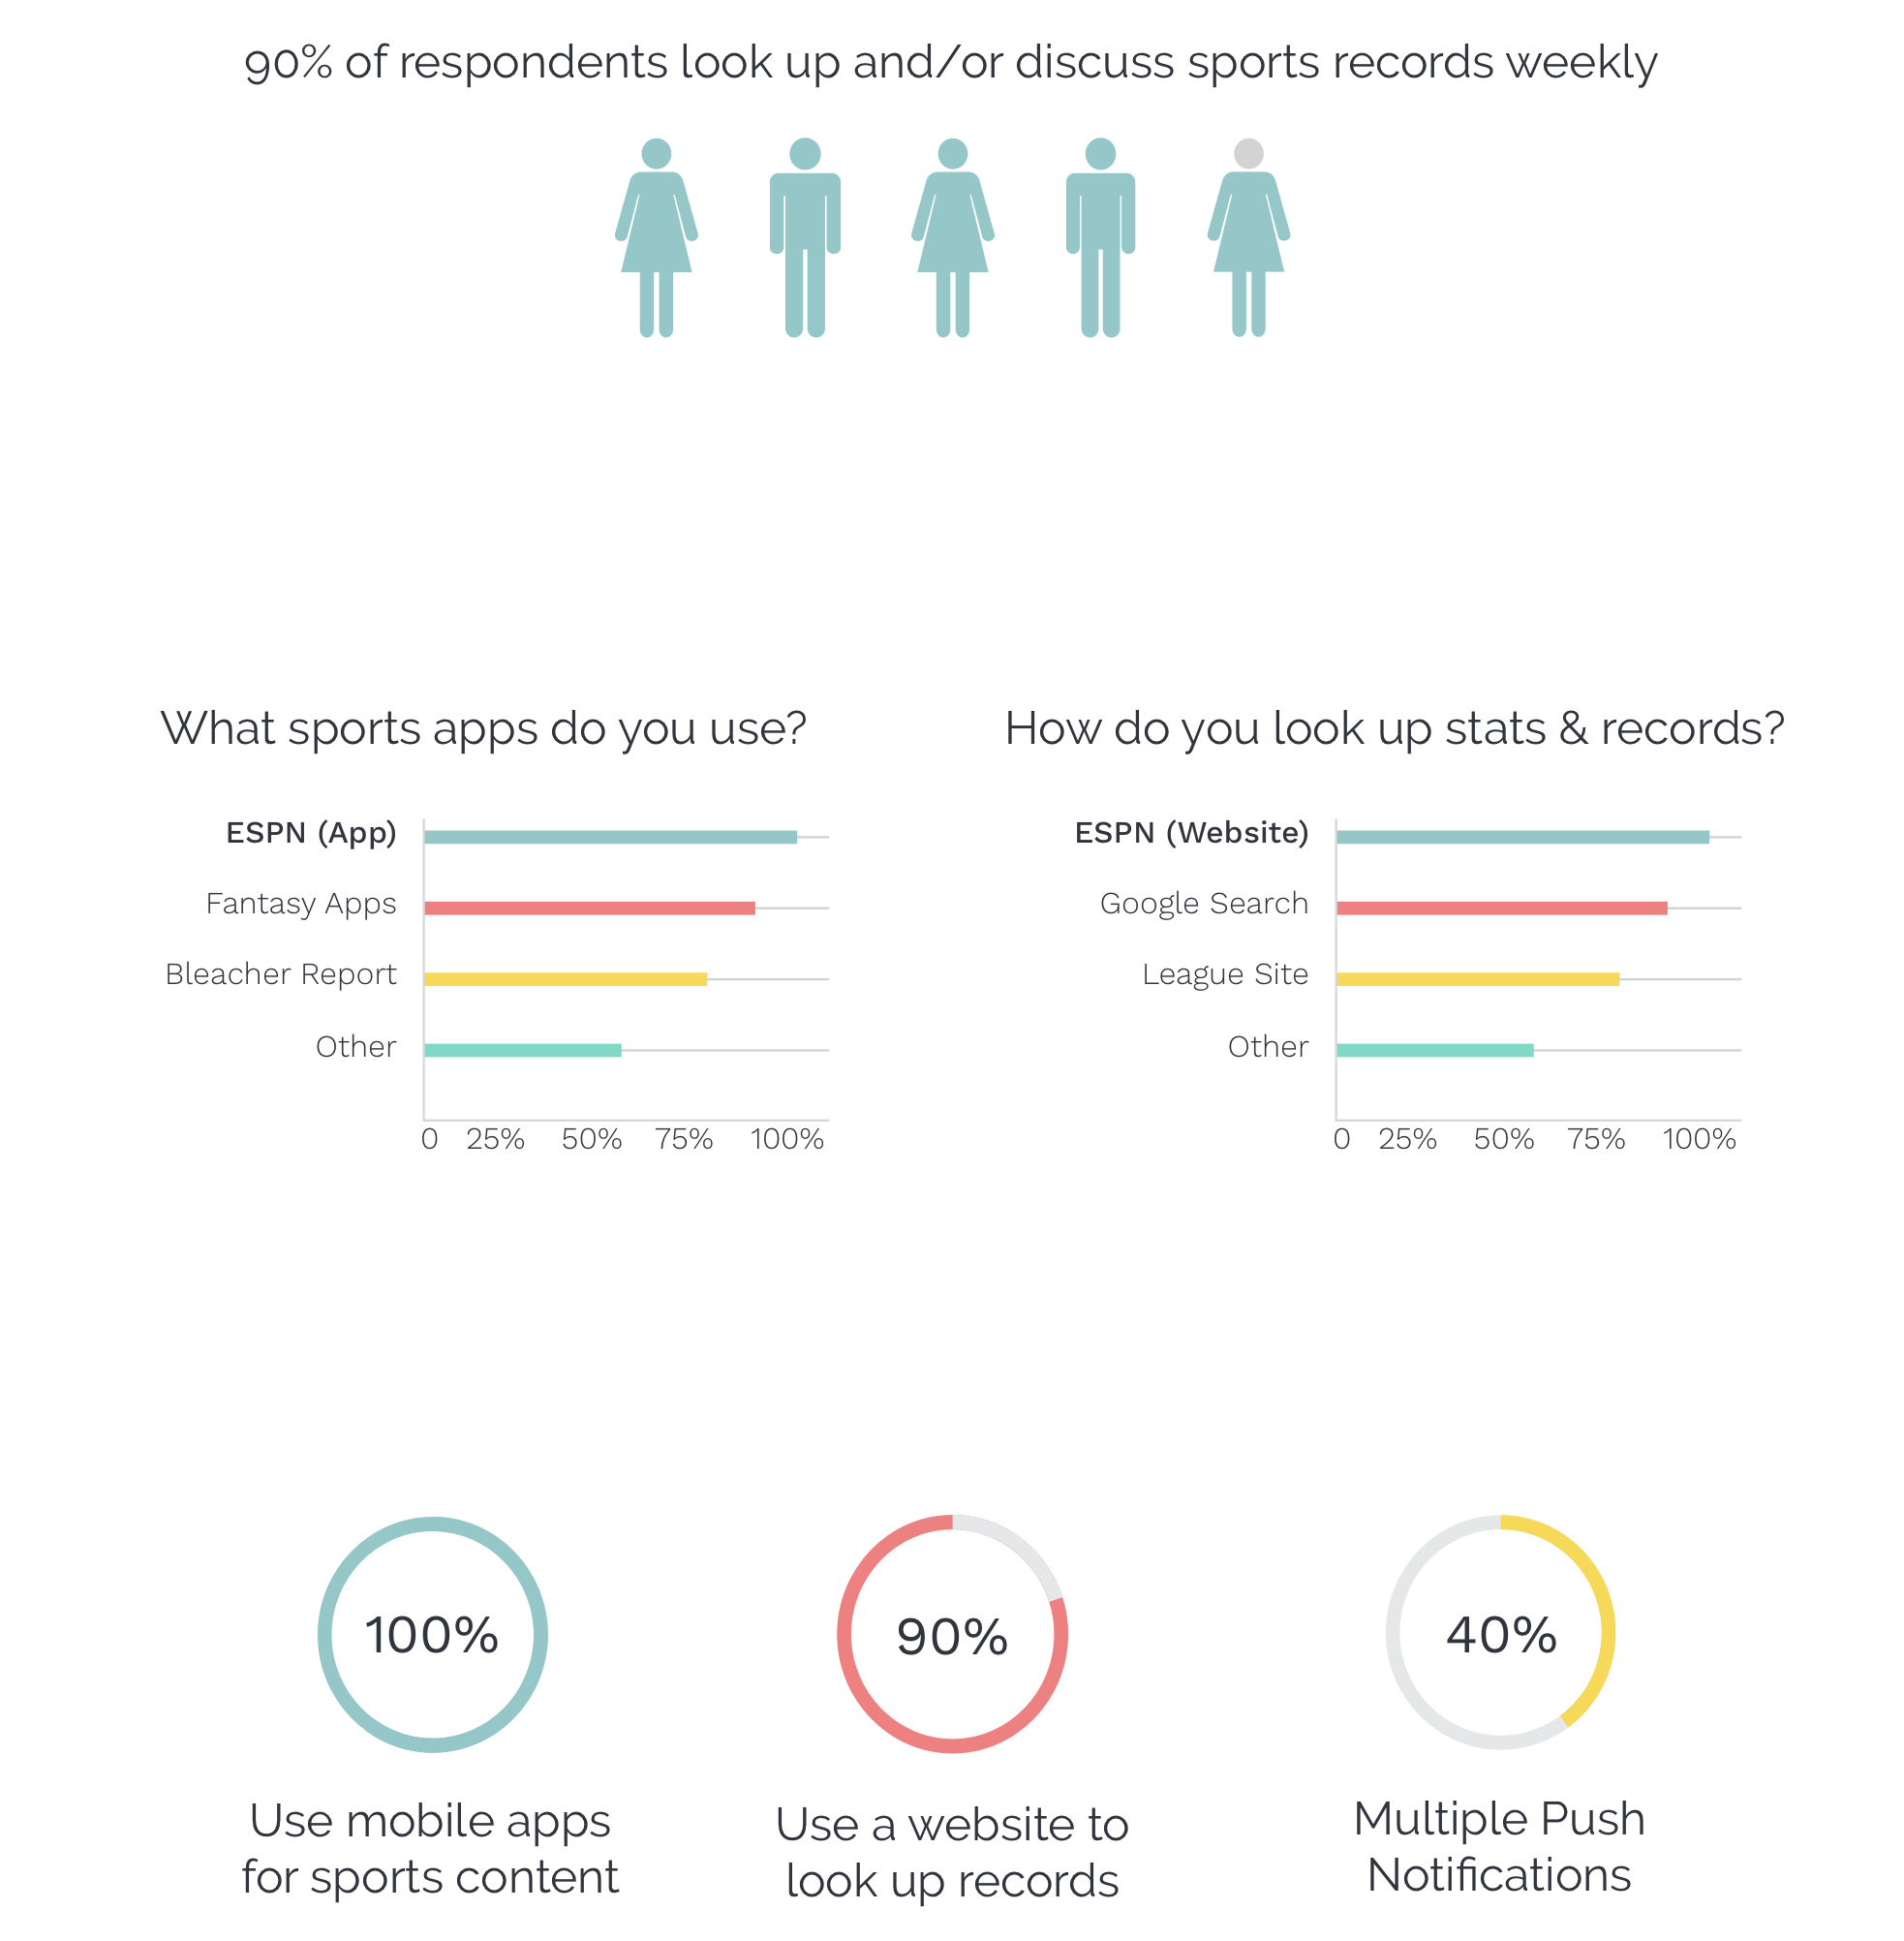 90% of respondents look up and/or discuss sports records weekly
What sports apps do you use?
ESPN (App)
Fantasy Apps
Bleacher Report
Other
0 25% 50% 75% 100%
How do you look up stats & records?
ESPN (Website)
Google Search
League Site
Other
0 25% 50% 75% 100%
100%
Use mobile apps
for sports content
90%
Use a website to
look up records
40%
Multiple Push
Notifications